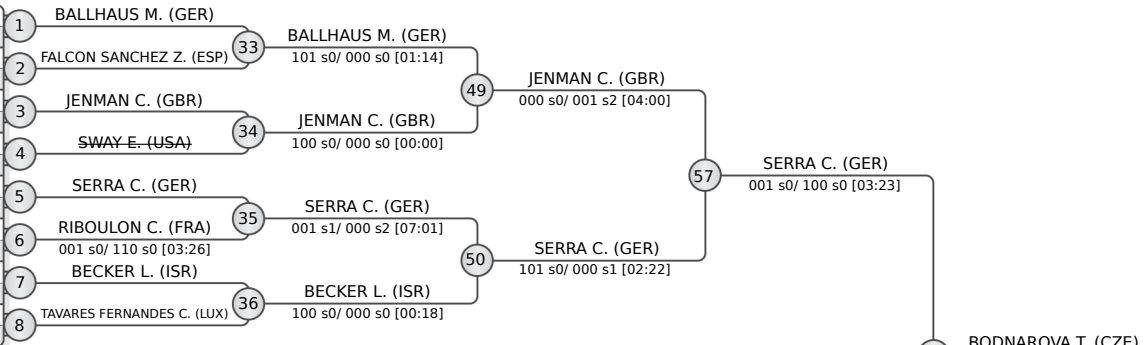 1
BALLHAUS M. (GER)
2
FALCON SANCHEZ Z. (ESP)
33
BALLHAUS M. (GER)
101 s0/ 000 s0 [01:14]
3
JENMAN C. (GBR)
4
SWAY E. (USA)
34
JENMAN C. (GBR)
100 s0/ 000 s0 [00:00]
49
JENMAN C. (GBR)
000 s0/ 001 s2 [04:00]
5
SERRA C. (GER)
6
RIBOULON C. (FRA)
001 s0/ 110 s0 [03:26]
35
SERRA C. (GER)
001 s1/ 000 s2 [07:01]
7
BECKER L. (ISR)
8
TAVARES FERNANDES C. (LUX)
36
BECKER L. (ISR)
100 s0/ 000 s0 [00:18]
50
SERRA C. (GER)
101 s0/ 000 s1 [02:22]
57
SERRA C. (GER)
001 s0/ 100 s0 [03:23]
BODNAROVA T. (CZE)